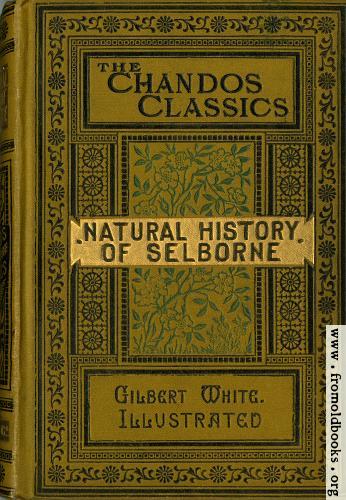 THE
CHANDOS
CLASSICS
.NATURAL HISTORY.
OF SELBORNE
GILBERT WHITE.
ILLUSTRATED
www.fromoldbooks.org